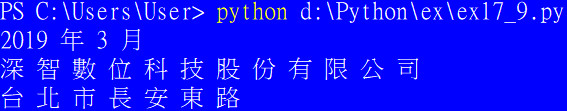 PS C:\Users\User> python d:\Python\ex\ex17_9.py
2019 年 3 月
深 智 數 位 科 技 股 份 有 限 公 司
台 北 市 長 安 東 路